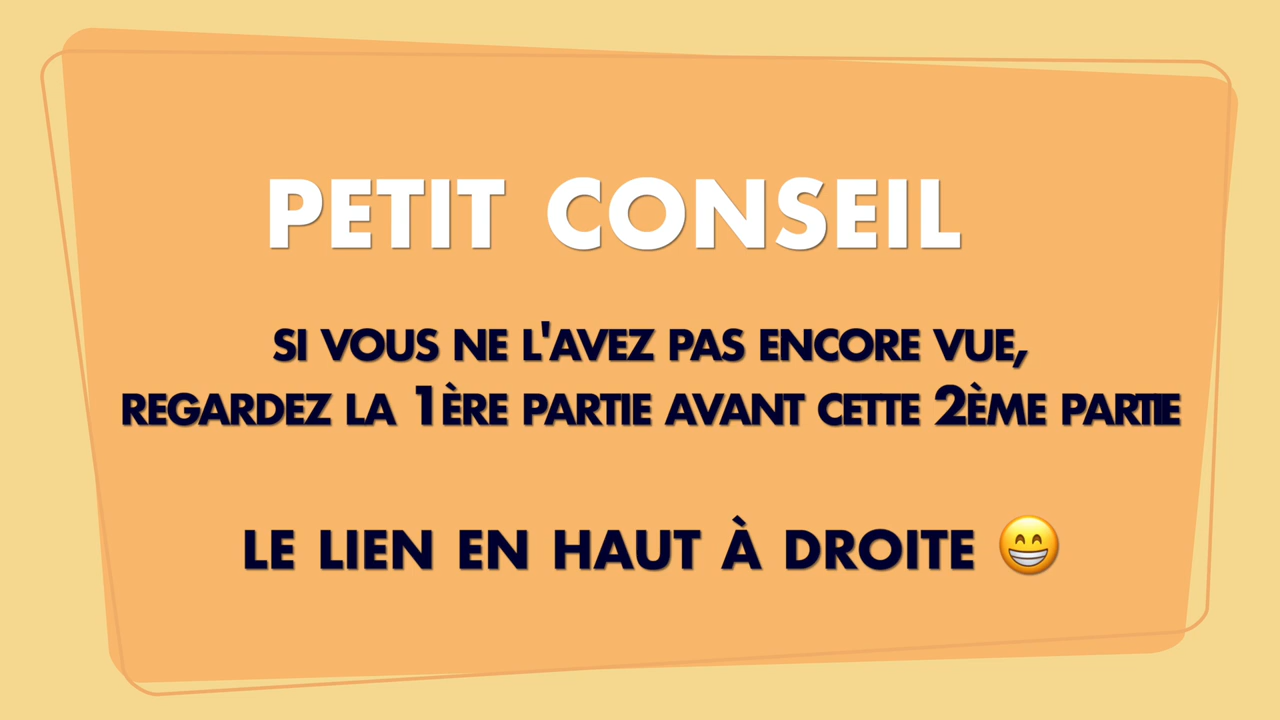 PETIT CONSEIL
SI VOUS NE L'AVEZ PAS ENCORE VUE,
REGARDEZ LA 1ÈRE PARTIE AVANT CETTE 2ÈME PARTIE
LE LIEN EN HAUT À DROITE 😁